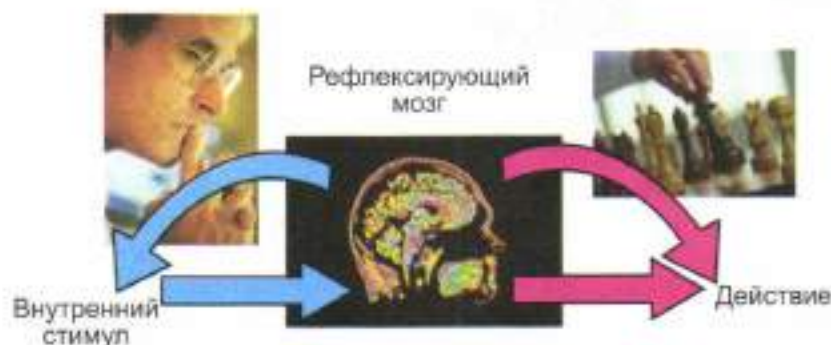 Рефлексирующий
мозг
Внутренний
стимул
Действие